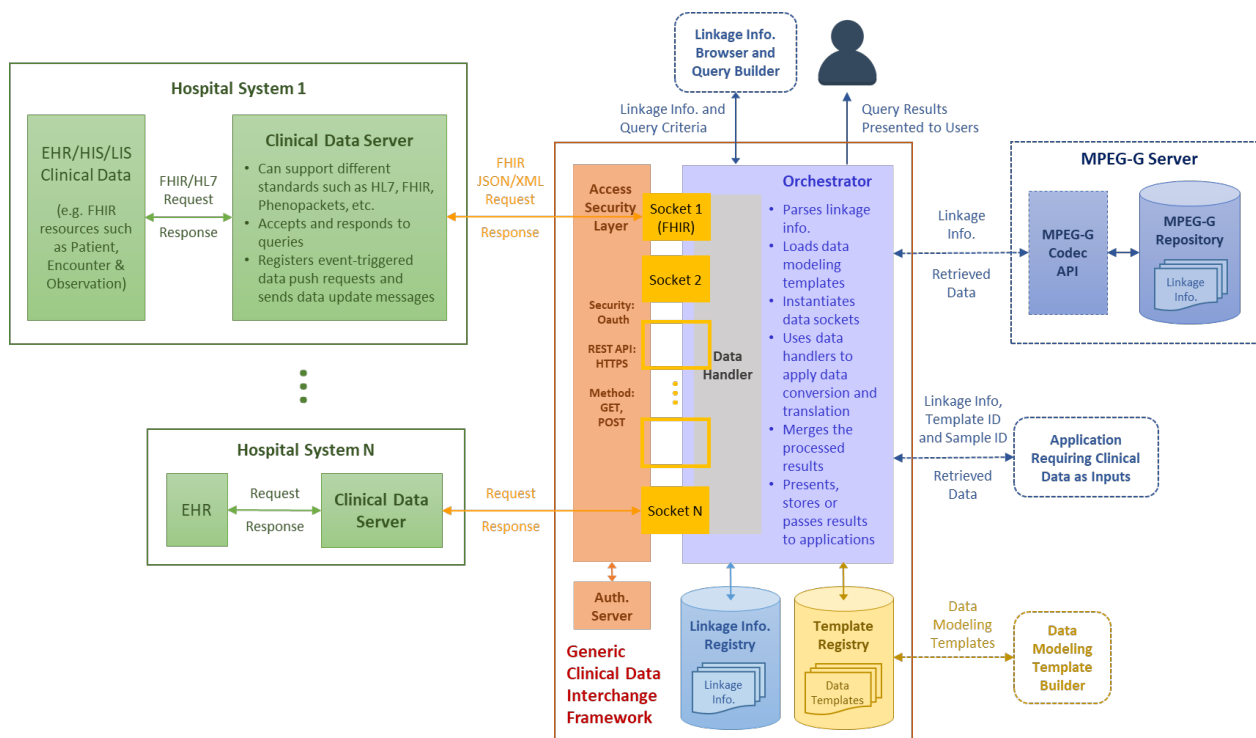 Linkage Info.
Browser and
Query Builder
Linkage Info. and
Query Criteria
Query Results
Presented to Users
Hospital System 1
EHR/HIS/LIS
Clinical Data
(e.g. FHIR
resources such
as Patient,
Encounter &
Observation)
FHIR/HL7
Request
Response
Clinical Data Server
• Can support different
standards such as HL7, FHIR,
Phenopackets, etc.
• Accepts and responds to
queries
• Registers event-triggered
data push requests and
sends data update messages
FHIR
JSON/XML
Request
Response
Hospital System N
EHR
Request
Response
Clinical Data
Server
Request
Response
Access
Security
Layer
Security:
Oauth
REST API:
HTTPS
Method:
GET,
POST
Socket 1
(FHIR)
Socket 2
Socket N
Data
Handler
Orchestrator
• Parses linkage
info.
• Loads data
modeling
templates
• Instantiates
data sockets
• Uses data
handlers to
apply data
conversion and
translation
• Merges the
processed
results
• Presents,
stores or
passes results
to applications
Auth.
Server
Generic
Clinical Data
Interchange
Framework
Linkage Info.
Registry
Linkage
Info.
Template
Registry
Data
Templates
Linkage
Info.
Retrieved
Data
MPEG-G Server
MPEG-G
Codec
API
MPEG-G
Repository
Linkage
Info.
Linkage Info,
Template ID
and Sample ID
Retrieved
Data
Application
Requiring Clinical
Data as Inputs
Data
Modeling
Templates
Data
Modeling
Template
Builder